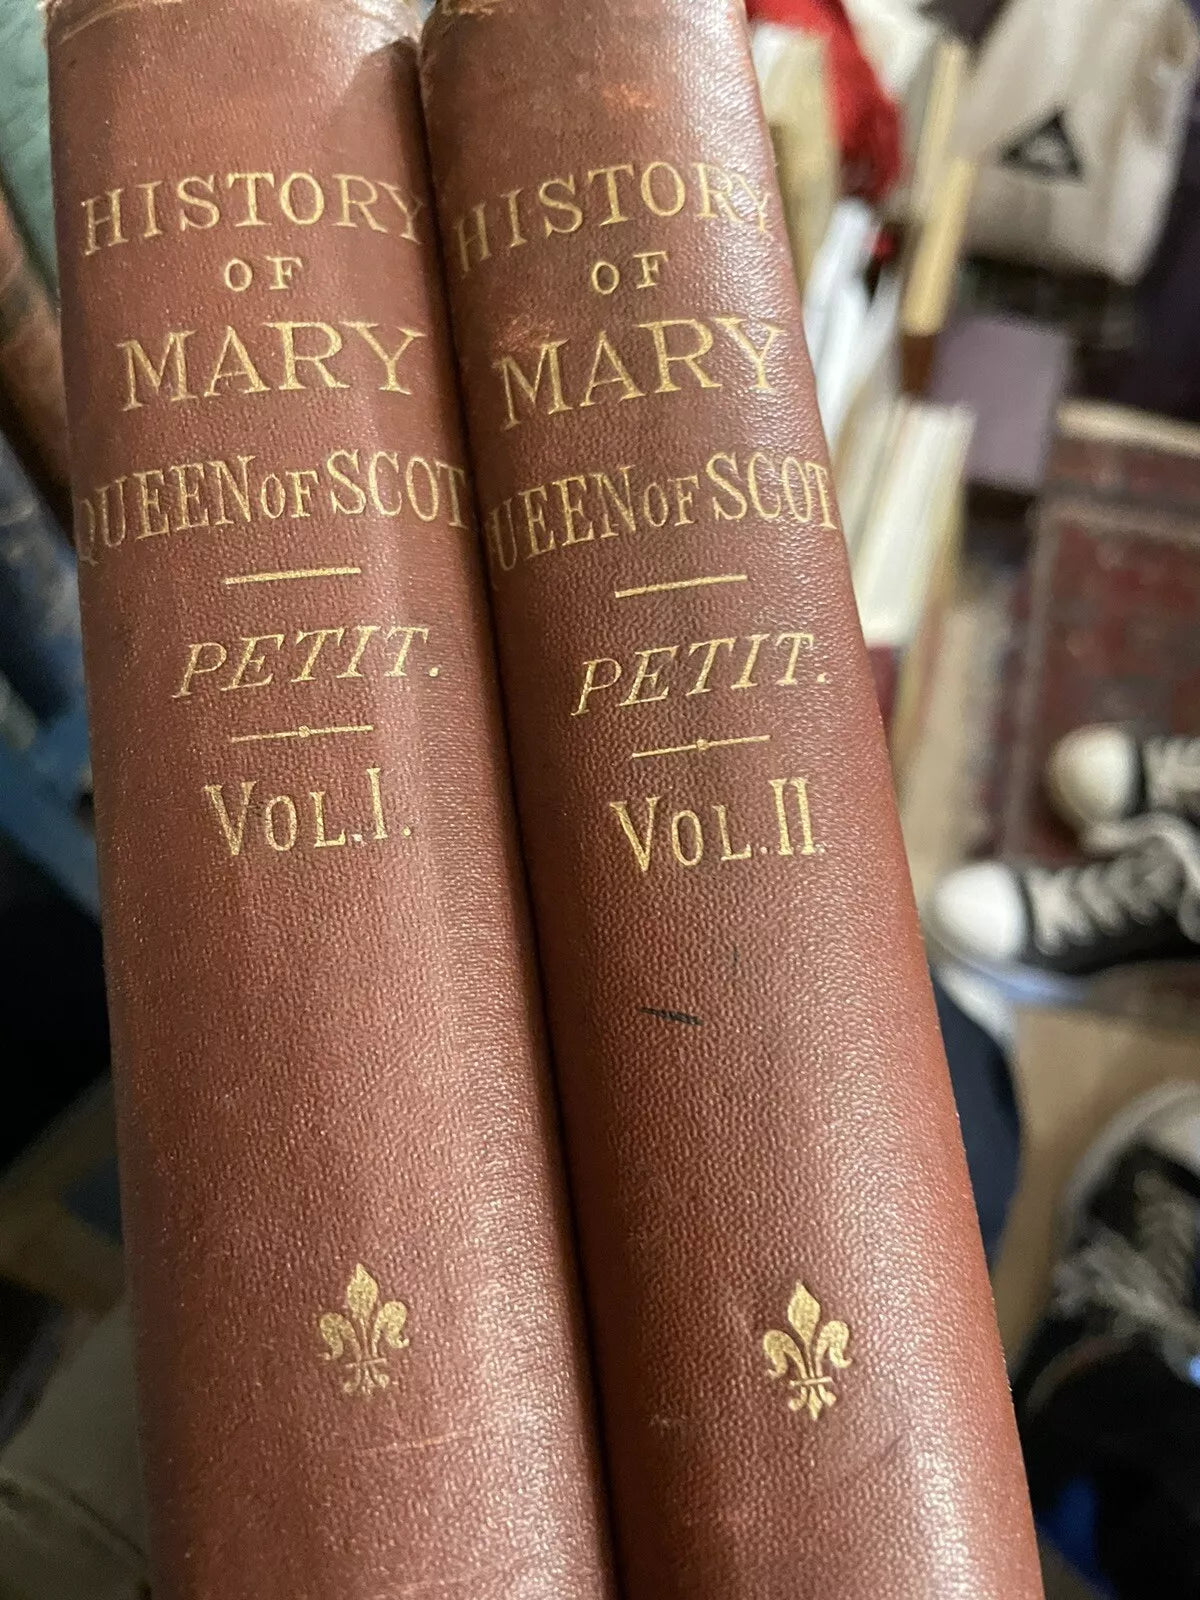 HISTORY
OF
MARY
QUEEN OF SCOT
PETIT.
VOL. I.
HISTORY
OF
MARY
QUEEN OF SCOT
PETIT.
VOL. II.